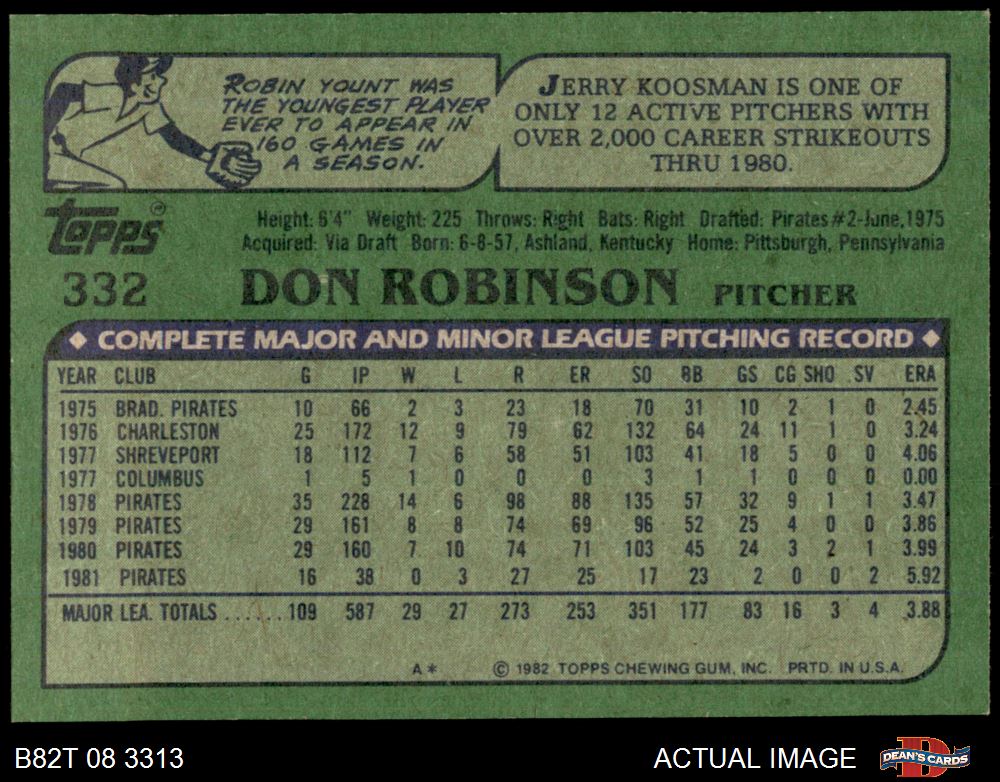 ROBIN YOUNT WAS
THE YOUNGEST PLAYER
EVER TO APPEAR IN
160 GAMES IN
A SEASON.
JERRY KOOSMAN IS ONE OF
ONLY 12 ACTIVE PITCHERS WITH
OVER 2,000 CAREER STRIKEOUTS
THRU 1980.
topps®
Height: 6'4" Weight: 225 Throws: Right Bats: Right Drafted: Pirates #2-June, 1975
Acquired: Via Draft Born: 6-8-57, Ashland, Kentucky Home: Pittsburgh, Pennsylvania
332 DON ROBINSON PITCHER
◆ COMPLETE MAJOR AND MINOR LEAGUE PITCHING RECORD ◆
YEAR CLUB G IP W L R ER SO BB GS CG SHO SV ERA
1975 BRAD. PIRATES 10 66 2 3 23 18 70 31 10 2 1 0 2.45
1976 CHARLESTON 25 172 12 9 79 62 132 64 24 11 1 0 3.24
1977 SHREVEPORT 18 112 7 6 58 51 103 41 18 5 0 0 4.06
1977 COLUMBUS 1 5 1 0 0 0 3 1 1 0 0 0 0.00
1978 PIRATES 35 228 14 6 98 88 135 57 32 9 1 1 3.47
1979 PIRATES 29 161 8 8 74 69 96 52 25 4 0 0 3.86
1980 PIRATES 29 160 7 10 74 71 103 45 24 3 2 1 3.99
1981 PIRATES 16 38 0 3 27 25 17 23 2 0 0 2 5.92
MAJOR LEA. TOTALS ...... 109 587 29 27 273 253 351 177 83 16 3 4 3.88
A* © 1982 TOPPS CHEWING GUM, INC. PRTD. IN U.S.A.
B82T 08 3313 ACTUAL IMAGE DEAN'S CARDS